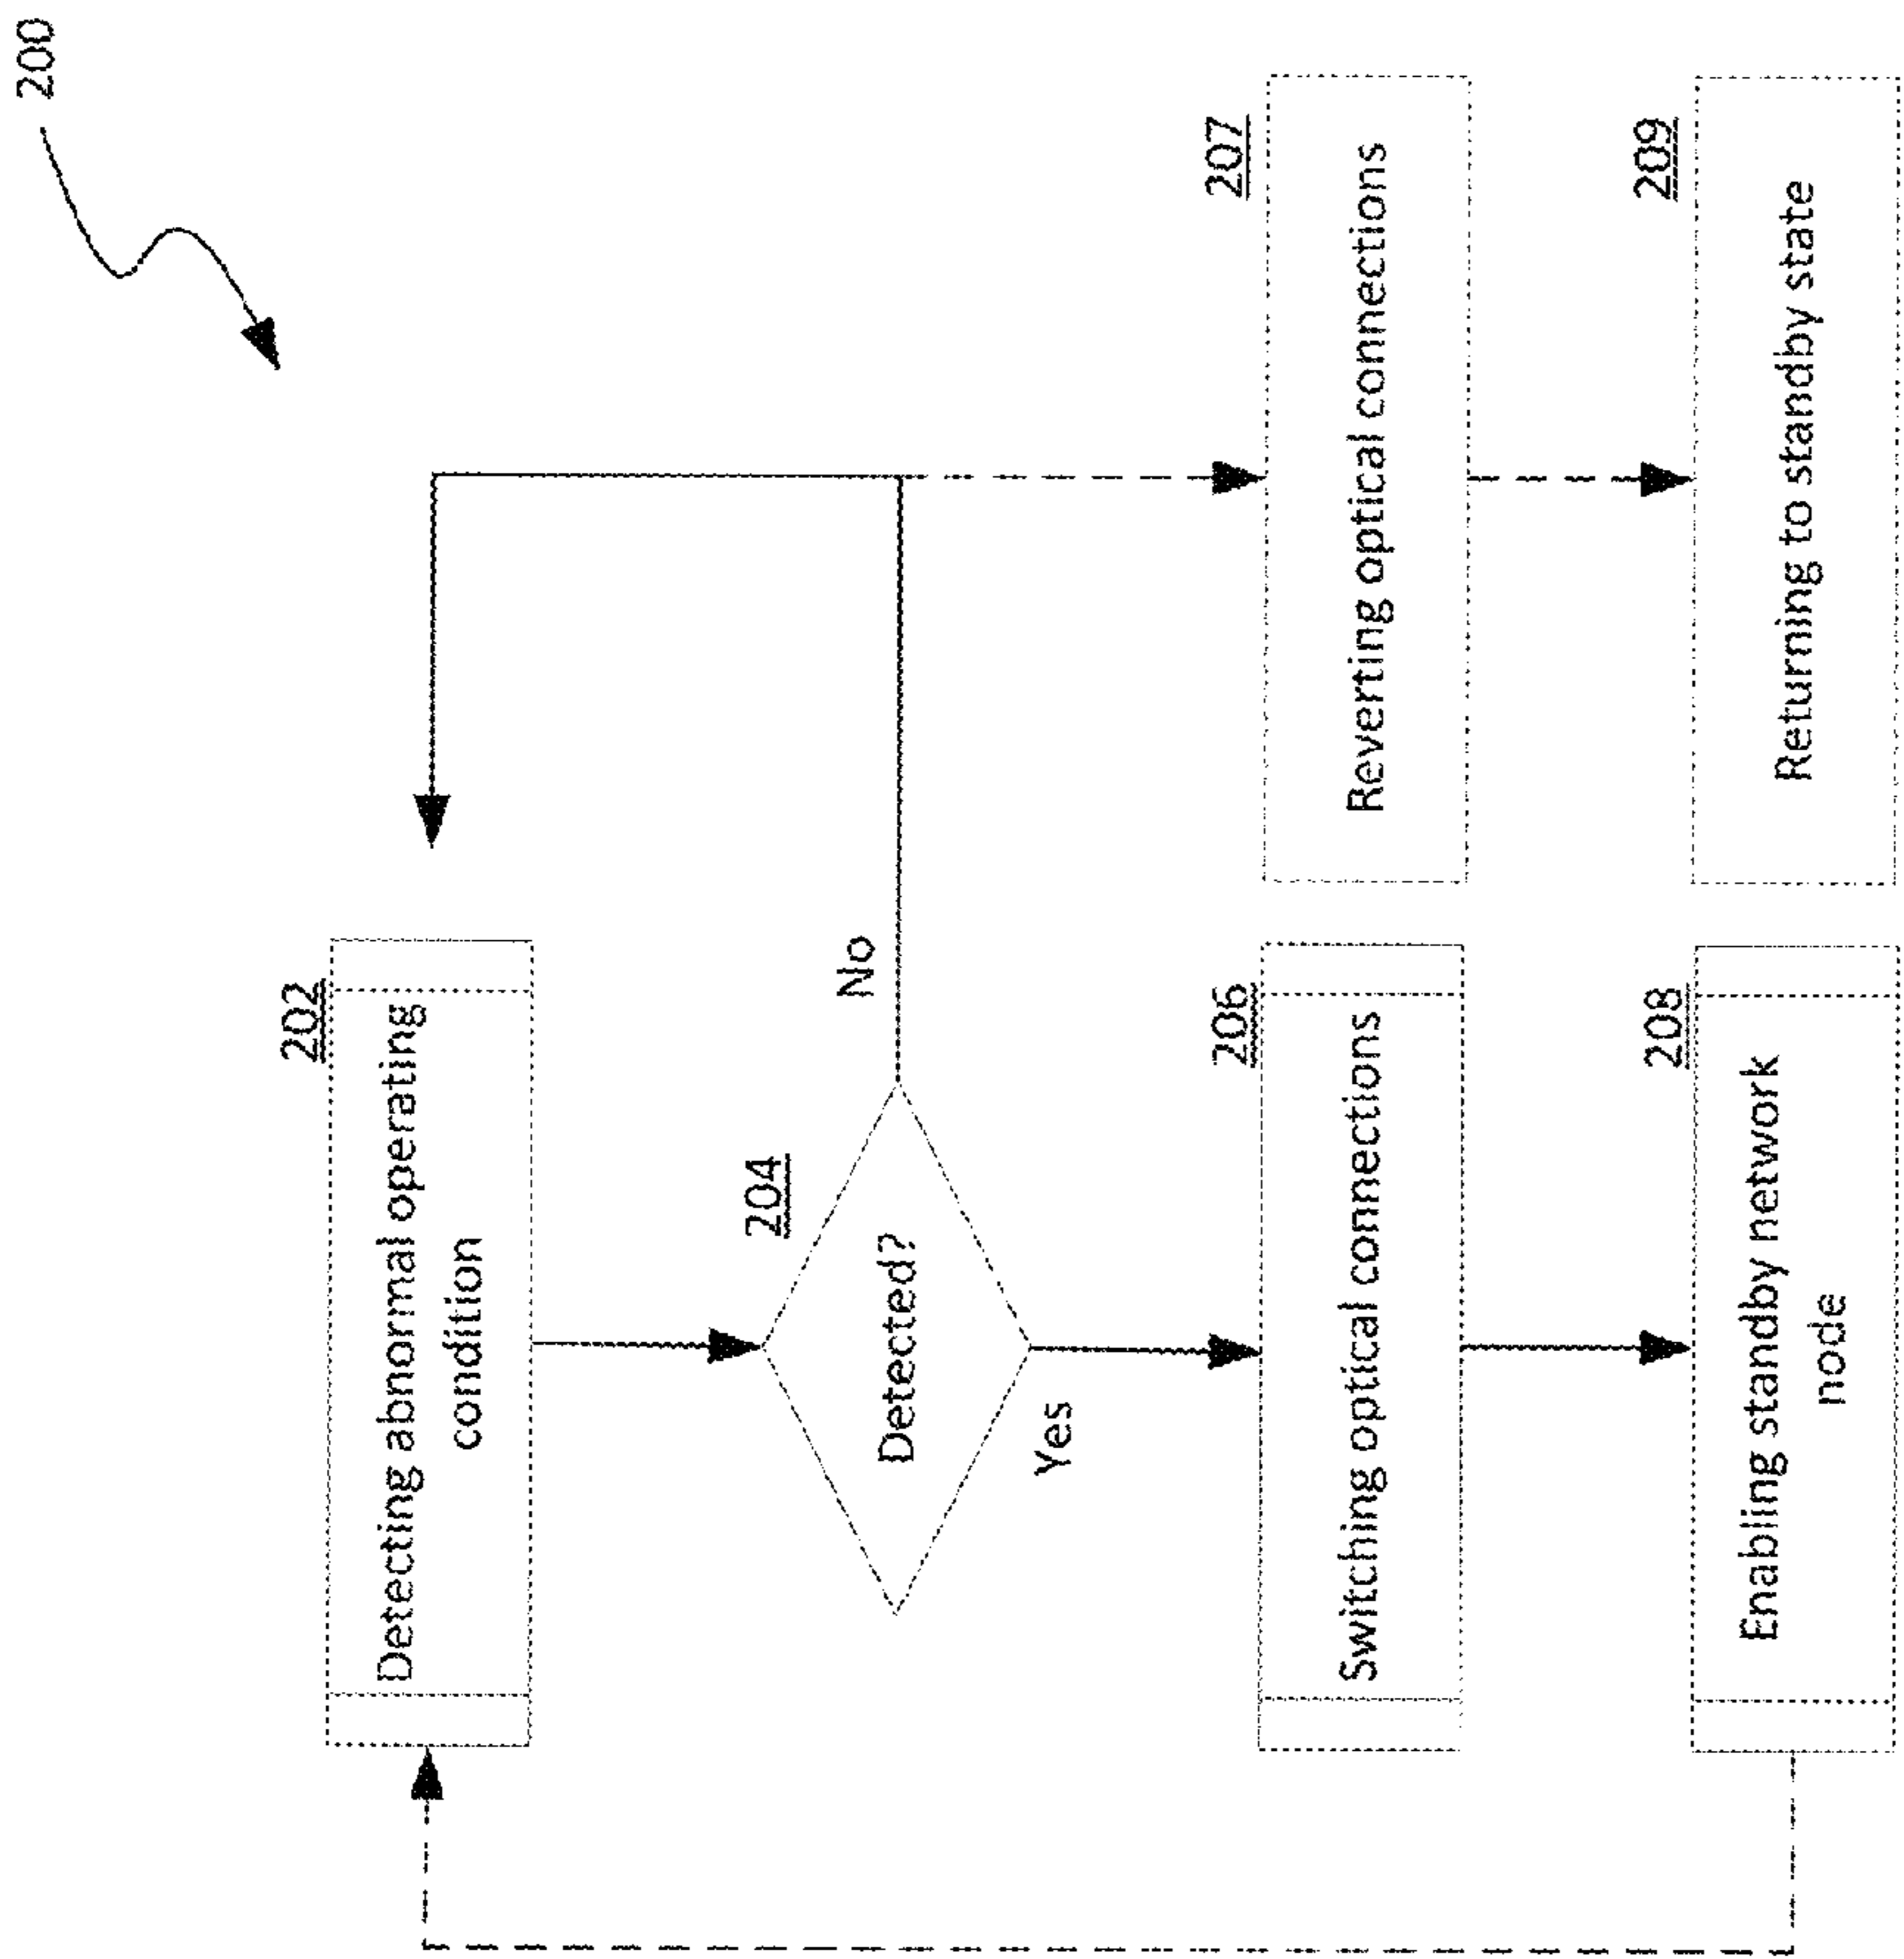 200
202
Detecting abnormal operating
condition
204
Detected?
No
Yes
206
Switching optical connections
207
Reverting optical connections
208
Enabling standby network
node
209
Returning to standby state